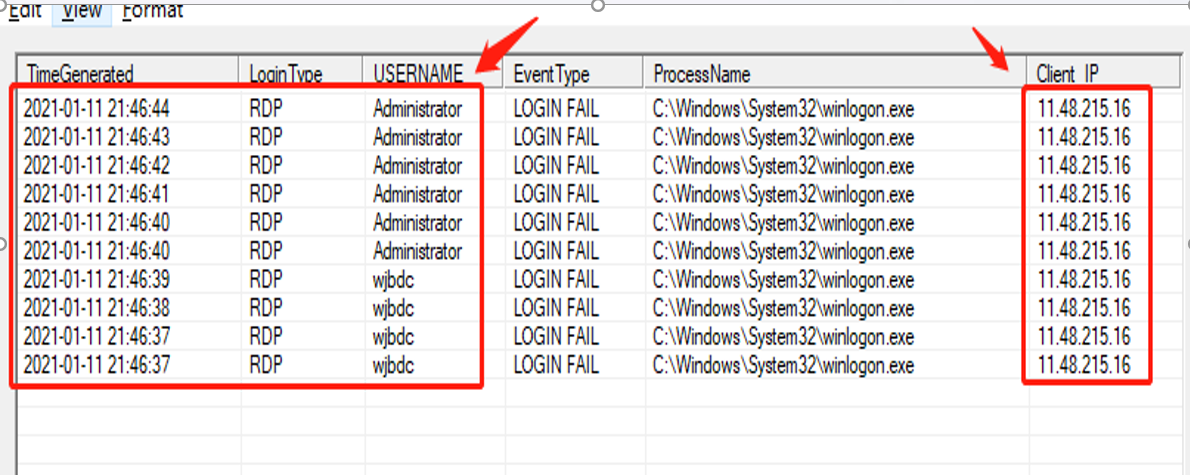 Edit View Format
TimeGenerated LoginType USERNAME EventType ProcessName Client_IP
2021-01-11 21:46:44 RDP Administrator LOGIN FAIL C:\Windows\System32\winlogon.exe 11.48.215.16
2021-01-11 21:46:43 RDP Administrator LOGIN FAIL C:\Windows\System32\winlogon.exe 11.48.215.16
2021-01-11 21:46:42 RDP Administrator LOGIN FAIL C:\Windows\System32\winlogon.exe 11.48.215.16
2021-01-11 21:46:41 RDP Administrator LOGIN FAIL C:\Windows\System32\winlogon.exe 11.48.215.16
2021-01-11 21:46:40 RDP Administrator LOGIN FAIL C:\Windows\System32\winlogon.exe 11.48.215.16
2021-01-11 21:46:40 RDP Administrator LOGIN FAIL C:\Windows\System32\winlogon.exe 11.48.215.16
2021-01-11 21:46:39 RDP wjbdc LOGIN FAIL C:\Windows\System32\winlogon.exe 11.48.215.16
2021-01-11 21:46:38 RDP wjbdc LOGIN FAIL C:\Windows\System32\winlogon.exe 11.48.215.16
2021-01-11 21:46:37 RDP wjbdc LOGIN FAIL C:\Windows\System32\winlogon.exe 11.48.215.16
2021-01-11 21:46:37 RDP wjbdc LOGIN FAIL C:\Windows\System32\winlogon.exe 11.48.215.16